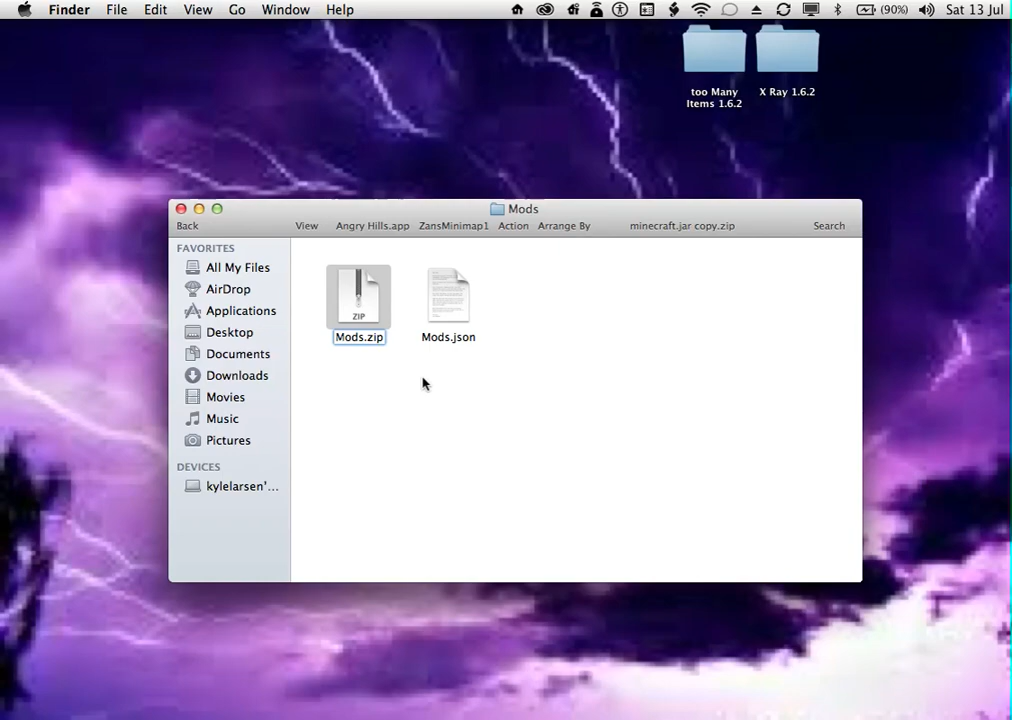 Finder File Edit View Go Window Help (90%) Sat 13 Jul
too Many
Items 1.6.2
X Ray 1.6.2
Mods
Back View Angry Hills.app ZansMinimap1 Action Arrange By minecraft.jar copy.zip Search
FAVORITES
All My Files
AirDrop
Applications
Desktop
Documents
Downloads
Movies
Music
Pictures
DEVICES
kylelarsen'...
ZIP
Mods.zip
Mods.json